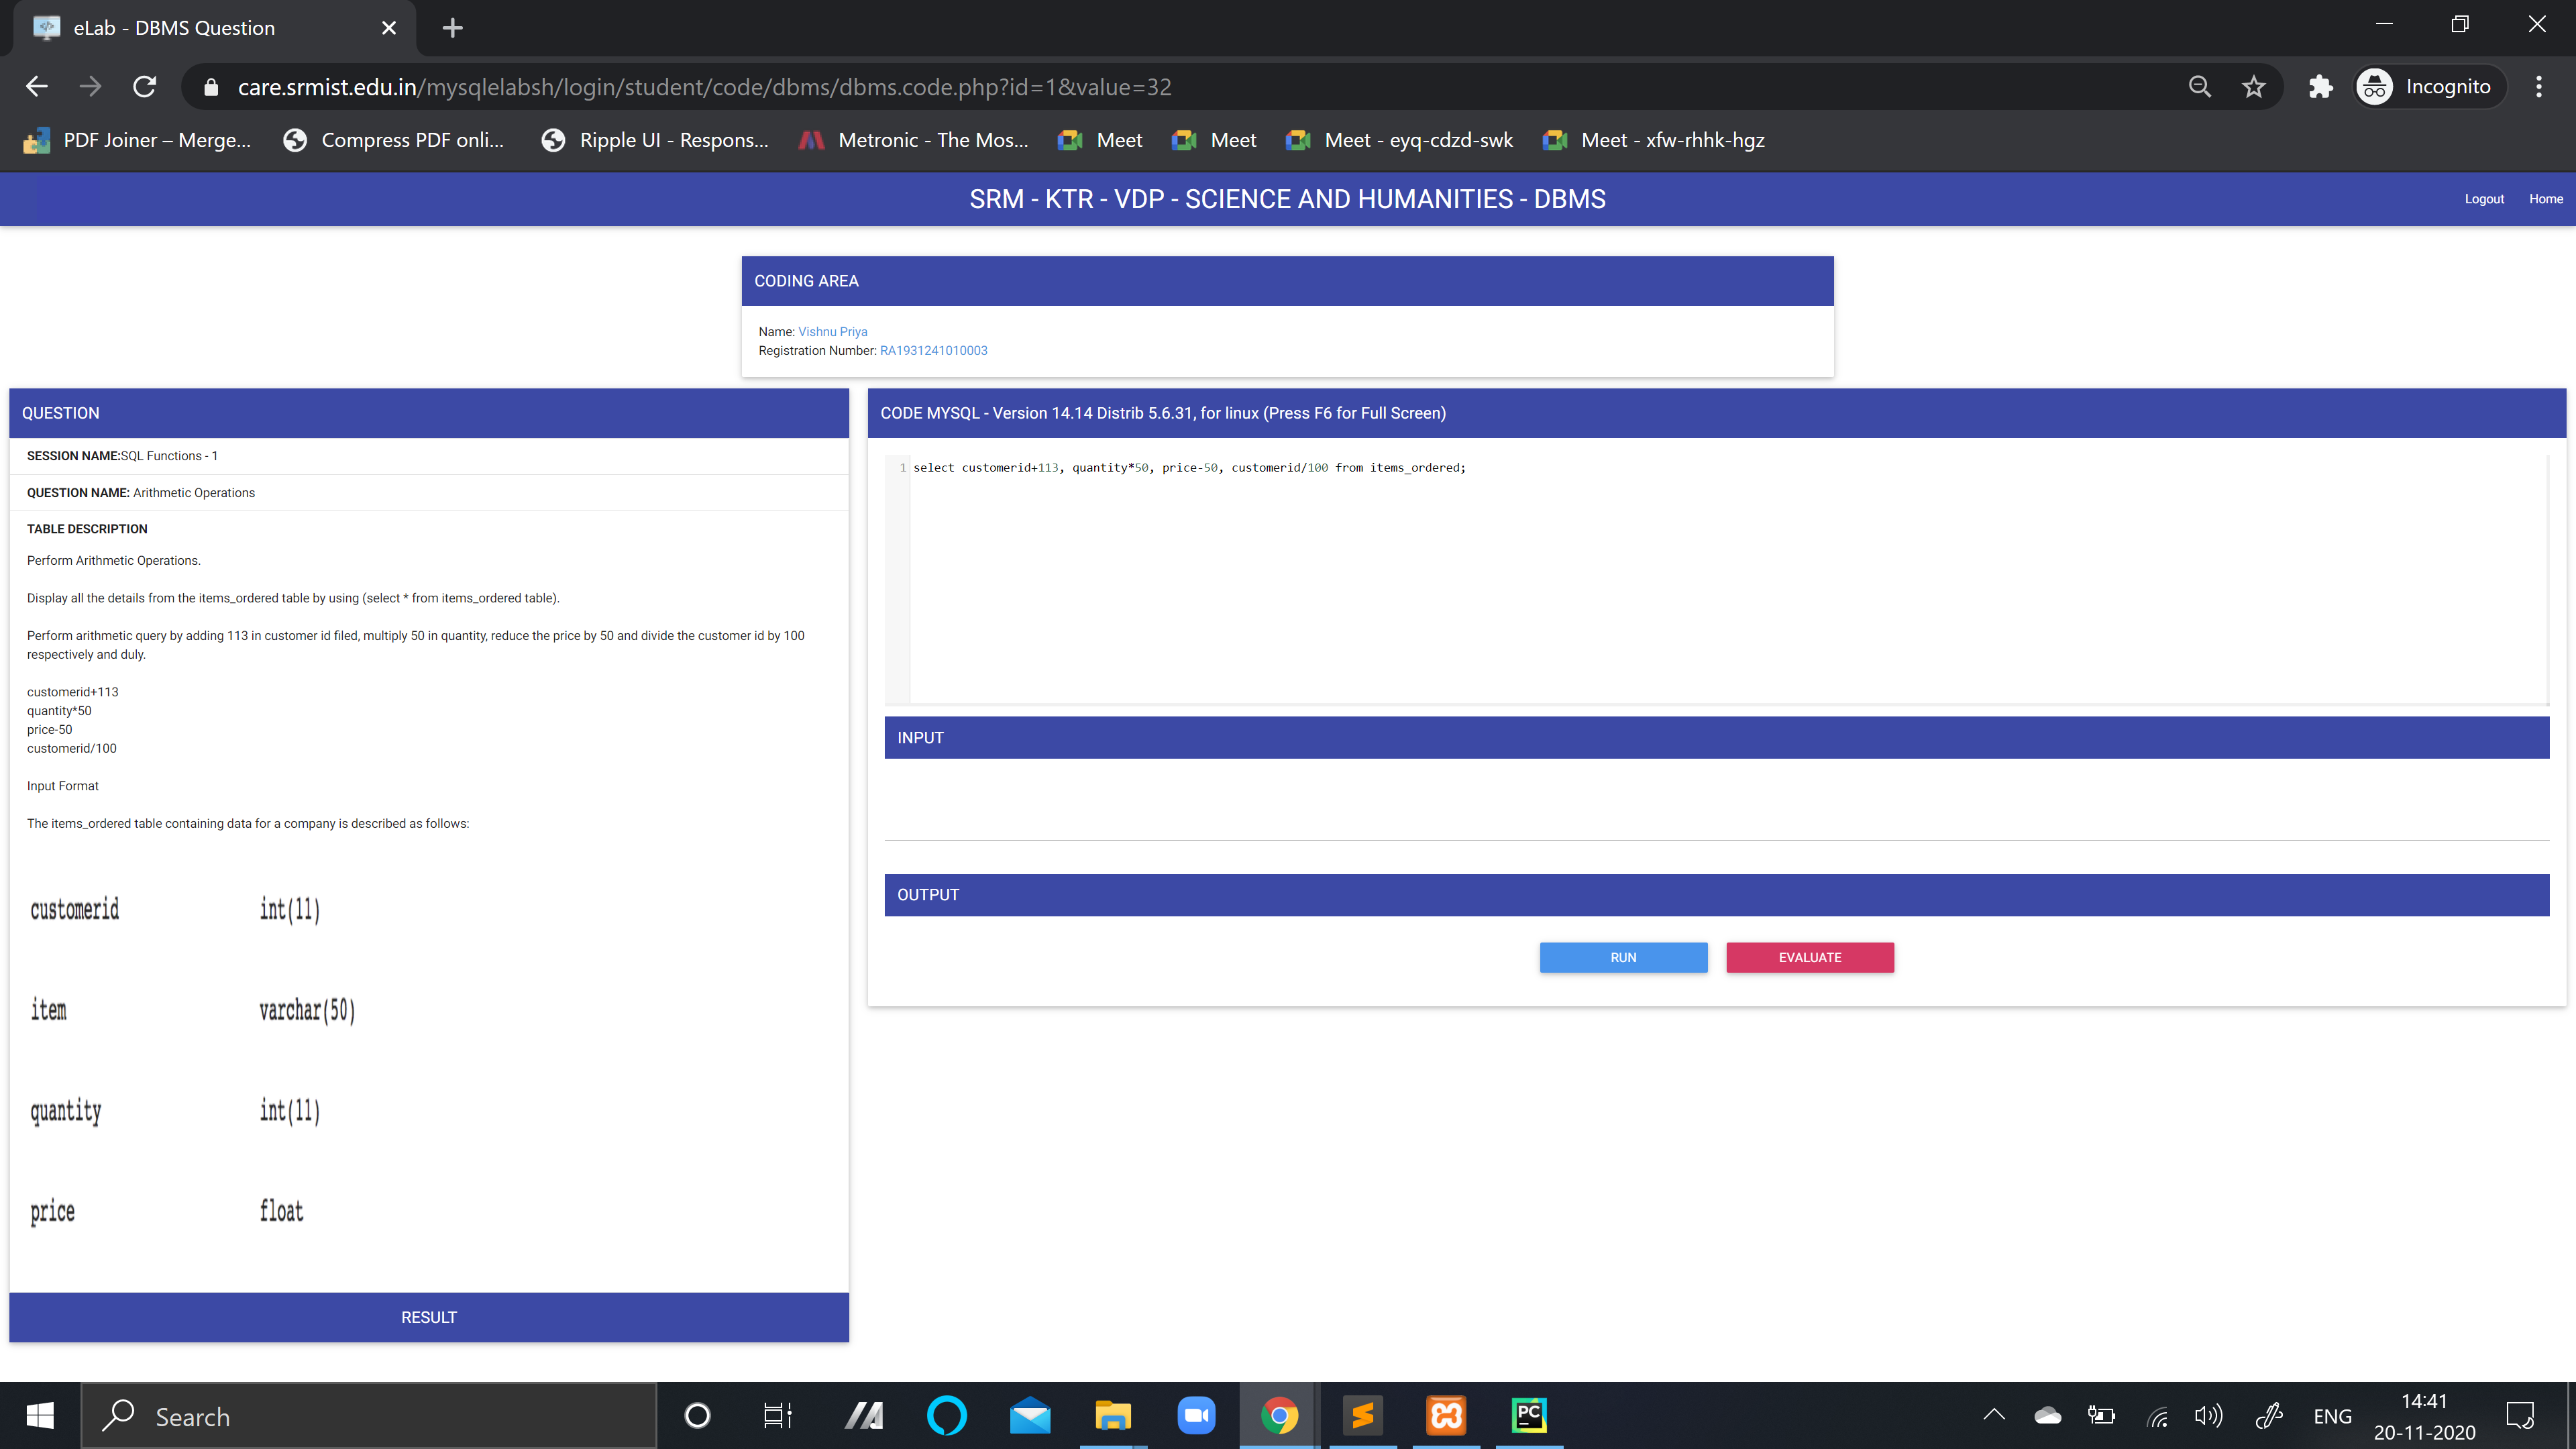 eLab - DBMS Question
care.srmist.edu.in/mysqlelabsh/login/student/code/dbms/dbms.code.php?id=1&value=32
Incognito
PDF Joiner – Merge...
Compress PDF onli...
Ripple UI - Respons...
Metronic - The Mos...
Meet
Meet
Meet - eyq-cdzd-swk
Meet - xfw-rhhk-hgz
SRM - KTR - VDP - SCIENCE AND HUMANITIES - DBMS
Logout
Home
CODING AREA
Name: Vishnu Priya
Registration Number: RA1931241010003
QUESTION
SESSION NAME:SQL Functions - 1
QUESTION NAME: Arithmetic Operations
TABLE DESCRIPTION
Perform Arithmetic Operations.
Display all the details from the items_ordered table by using (select * from items_ordered table).
Perform arithmetic query by adding 113 in customer id filed, multiply 50 in quantity, reduce the price by 50 and divide the customer id by 100
respectively and duly.
customerid+113
quantity*50
price-50
customerid/100
Input Format
The items_ordered table containing data for a company is described as follows:
customerid int(11)
item varchar(50)
quantity int(11)
price float
RESULT
CODE MYSQL - Version 14.14 Distrib 5.6.31, for linux (Press F6 for Full Screen)
1 select customerid+113, quantity*50, price-50, customerid/100 from items_ordered;
INPUT
OUTPUT
RUN
EVALUATE
Search
PC
ENG
14:41
20-11-2020